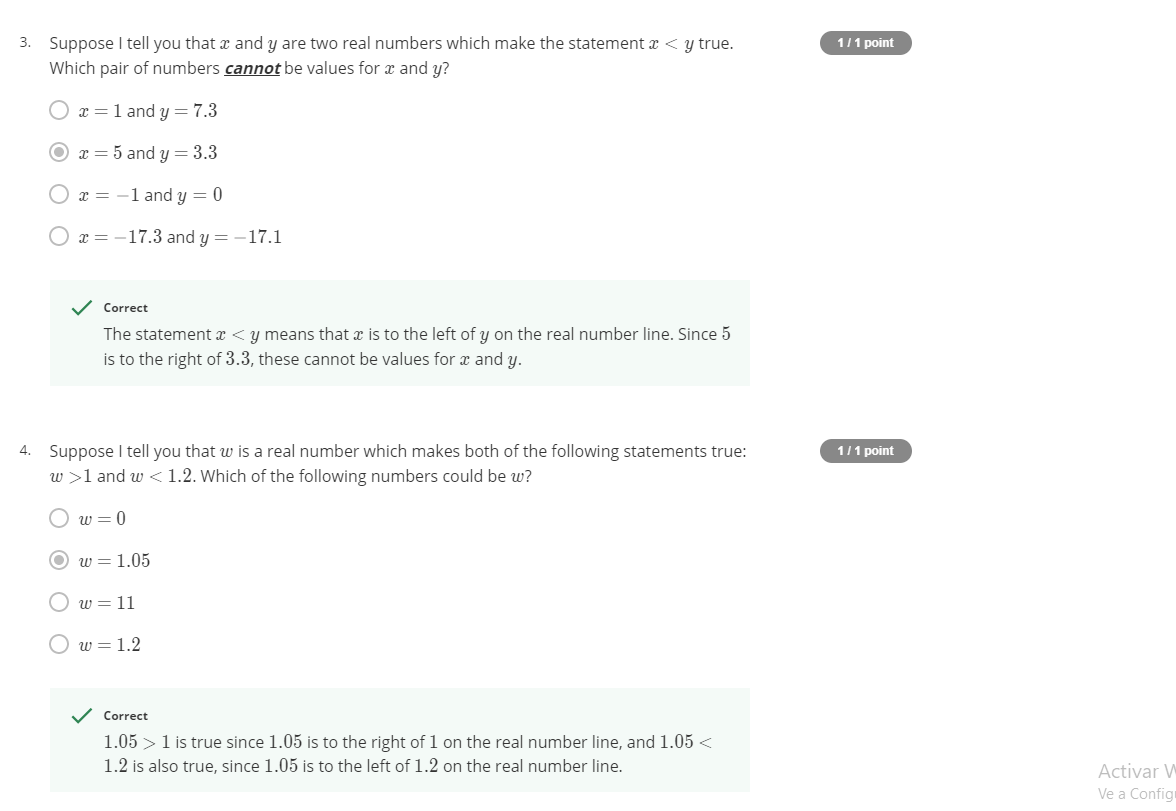 3. Suppose I tell you that x and y are two real numbers which make the statement x < y true.
1 / 1 point
Which pair of numbers cannot be values for x and y?
x = 1 and y = 7.3
x = 5 and y = 3.3
x = −1 and y = 0
x = −17.3 and y = −17.1
Correct
The statement x < y means that x is to the left of y on the real number line. Since 5
is to the right of 3.3, these cannot be values for x and y.
4. Suppose I tell you that w is a real number which makes both of the following statements true:
1 / 1 point
w >1 and w < 1.2. Which of the following numbers could be w?
w = 0
w = 1.05
w = 11
w = 1.2
Correct
1.05 > 1 is true since 1.05 is to the right of 1 on the real number line, and 1.05 <
1.2 is also true, since 1.05 is to the left of 1.2 on the real number line.
Activar
Ve a Config